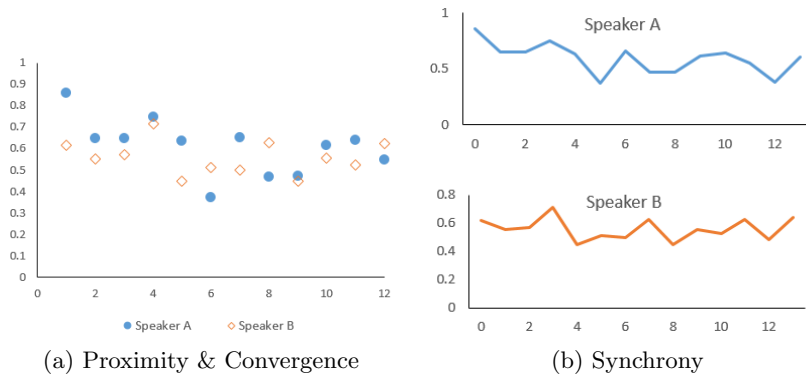 1
0.9
0.8
0.7
0.6
0.5
0.4
0.3
0.2
0.1
0
0 2 4 6 8 10 12
Speaker A Speaker B
(a) Proximity & Convergence
Speaker A
1
0.5
0
0 2 4 6 8 10 12
Speaker B
0.8
0.6
0.4
0.2
0
0 2 4 6 8 10 12
(b) Synchrony